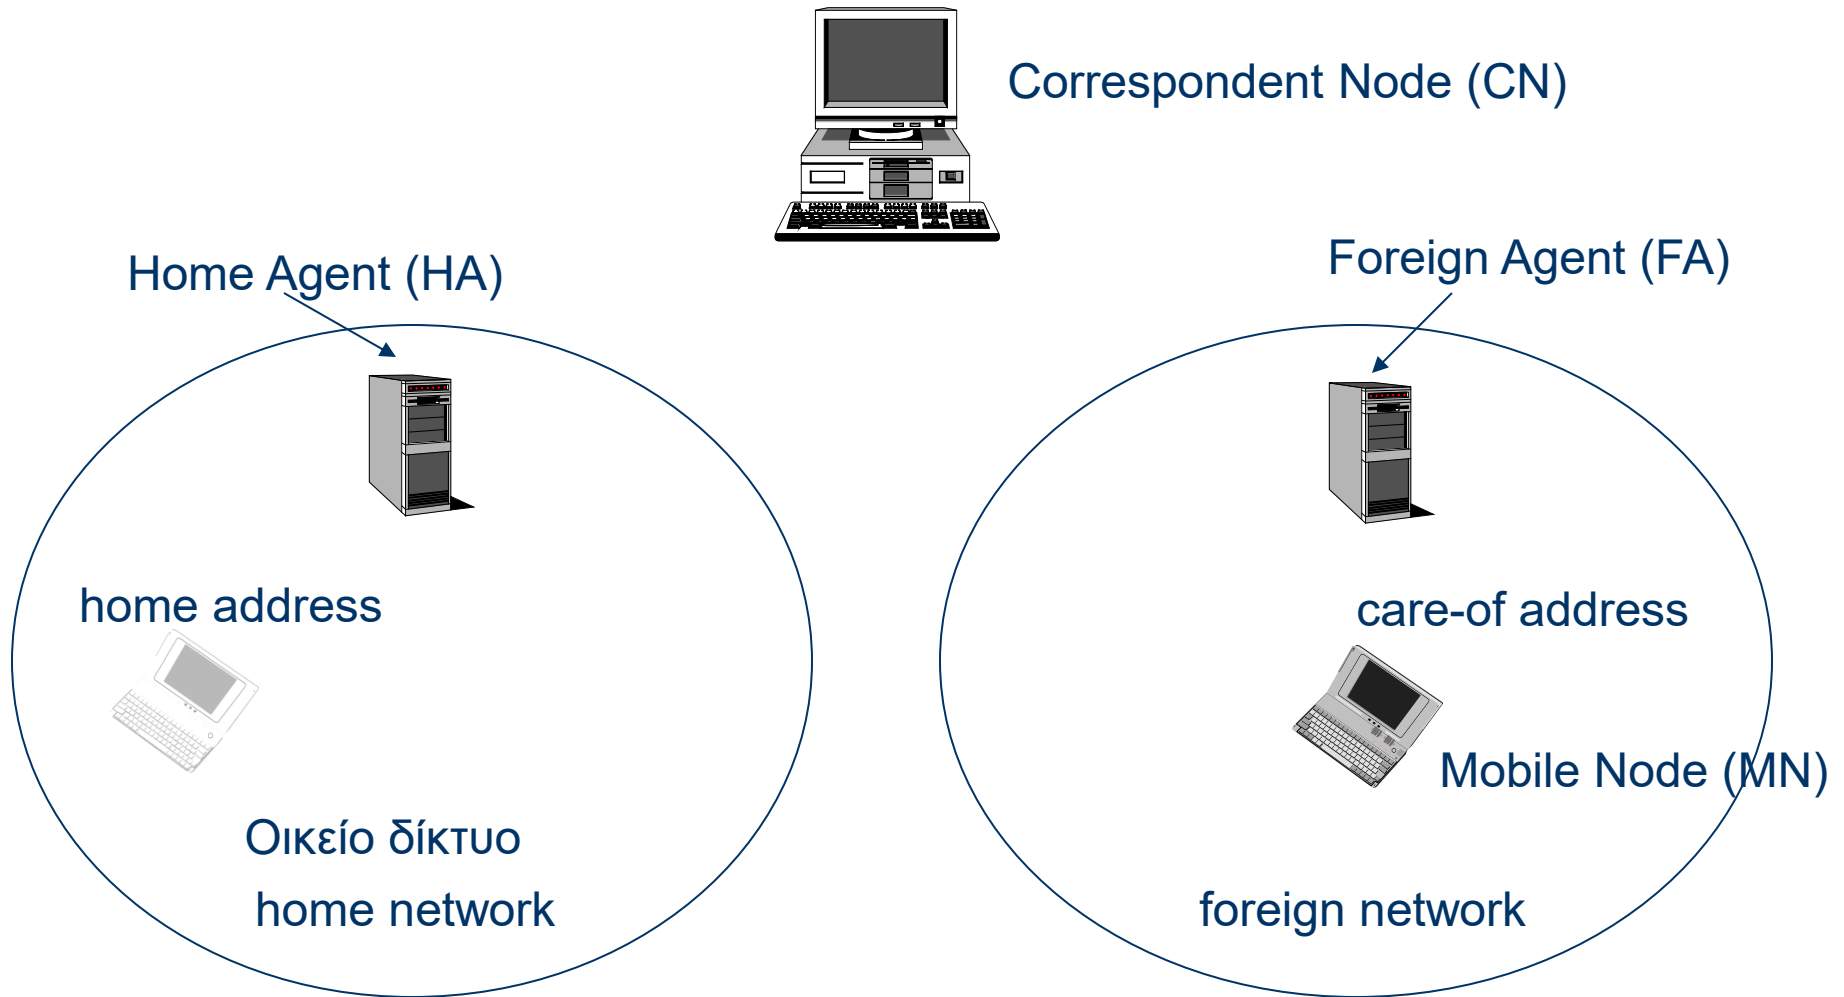 Correspondent Node (CN)
Home Agent (HA)
Foreign Agent (FA)
home address
care-of address
Mobile Node (MN)
Οικείο δίκτυο
home network
foreign network